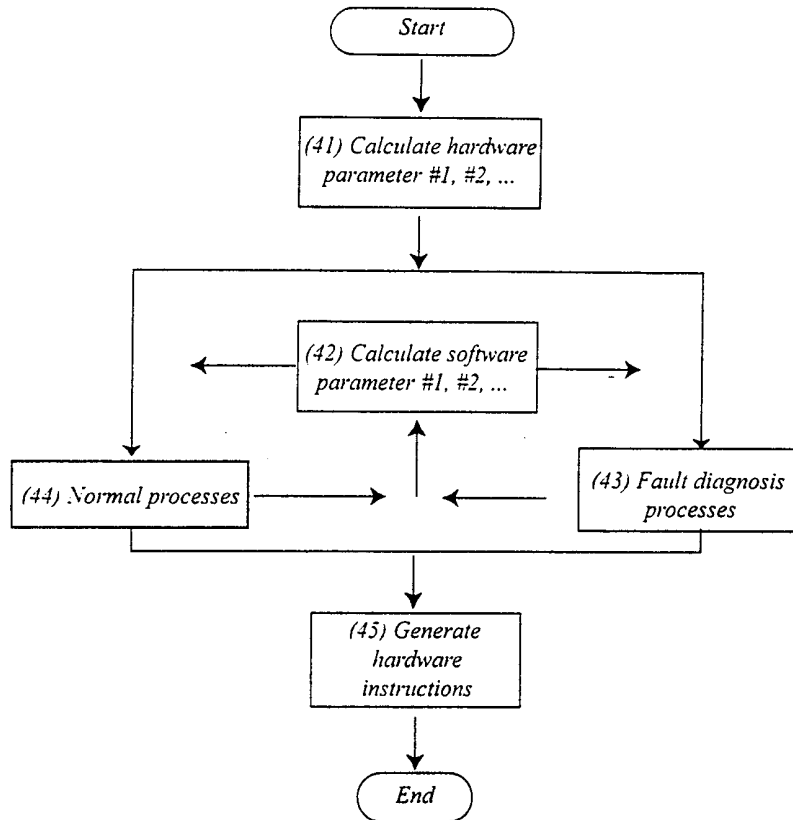 Start
(41) Calculate hardware
parameter #1, #2, ...
(42) Calculate software
parameter #1, #2, ...
(44) Normal processes
(43) Fault diagnosis
processes
(45) Generate
hardware
instructions
End